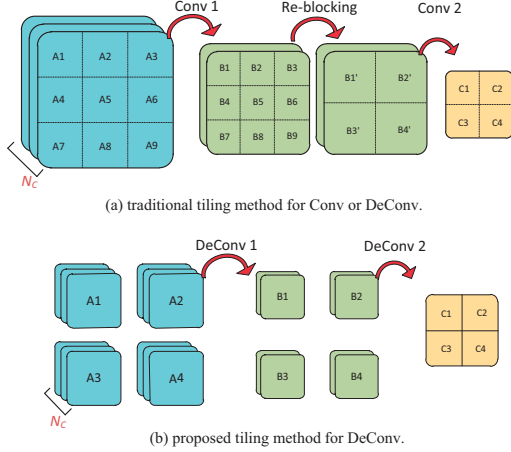 Conv 1 Re-blocking Conv 2
A1 A2 A3 B1 B2 B3 B1' B2' C1 C2
A4 A5 A6 B4 B5 B6 C3 C4
A7 A8 A9 B7 B8 B9 B3' B4'
NC
(a) traditional tiling method for Conv or DeConv.
DeConv 1 DeConv 2
A1 A2 B1 B2 C1 C2
A3 A4 B3 B4 C3 C4
NC
(b) proposed tiling method for DeConv.